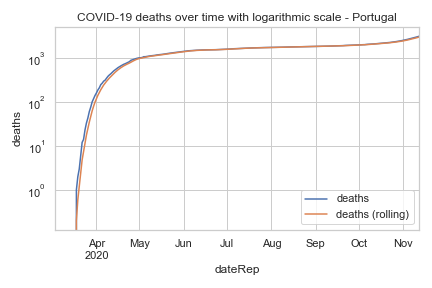 COVID-19 deaths over time with logarithmic scale - Portugal
deaths
10³
10²
10¹
10⁰
deaths
deaths (rolling)
Apr May Jun Jul Aug Sep Oct Nov
2020
dateRep